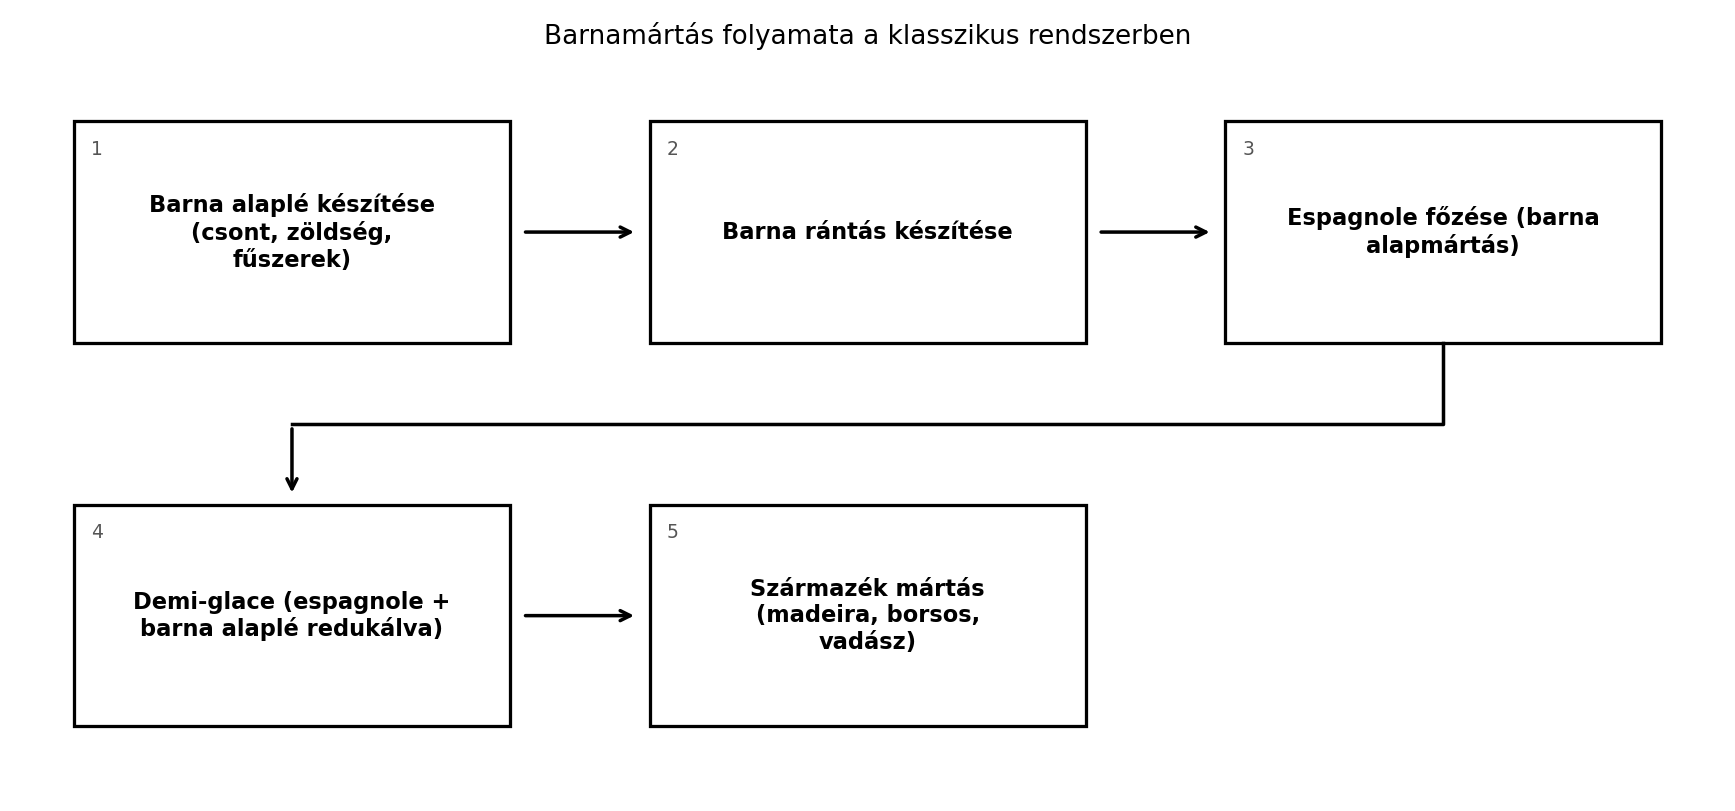 Barnamártás folyamata a klasszikus rendszerben
1
Barna alaplé készítése
(csont, zöldség,
fűszerek)
2
Barna rántás készítése
3
Espagnole főzése (barna
alapmártás)
4
Demi-glace (espagnole +
barna alaplé redukálva)
5
Származék mártás
(madeira, borsos,
vadász)